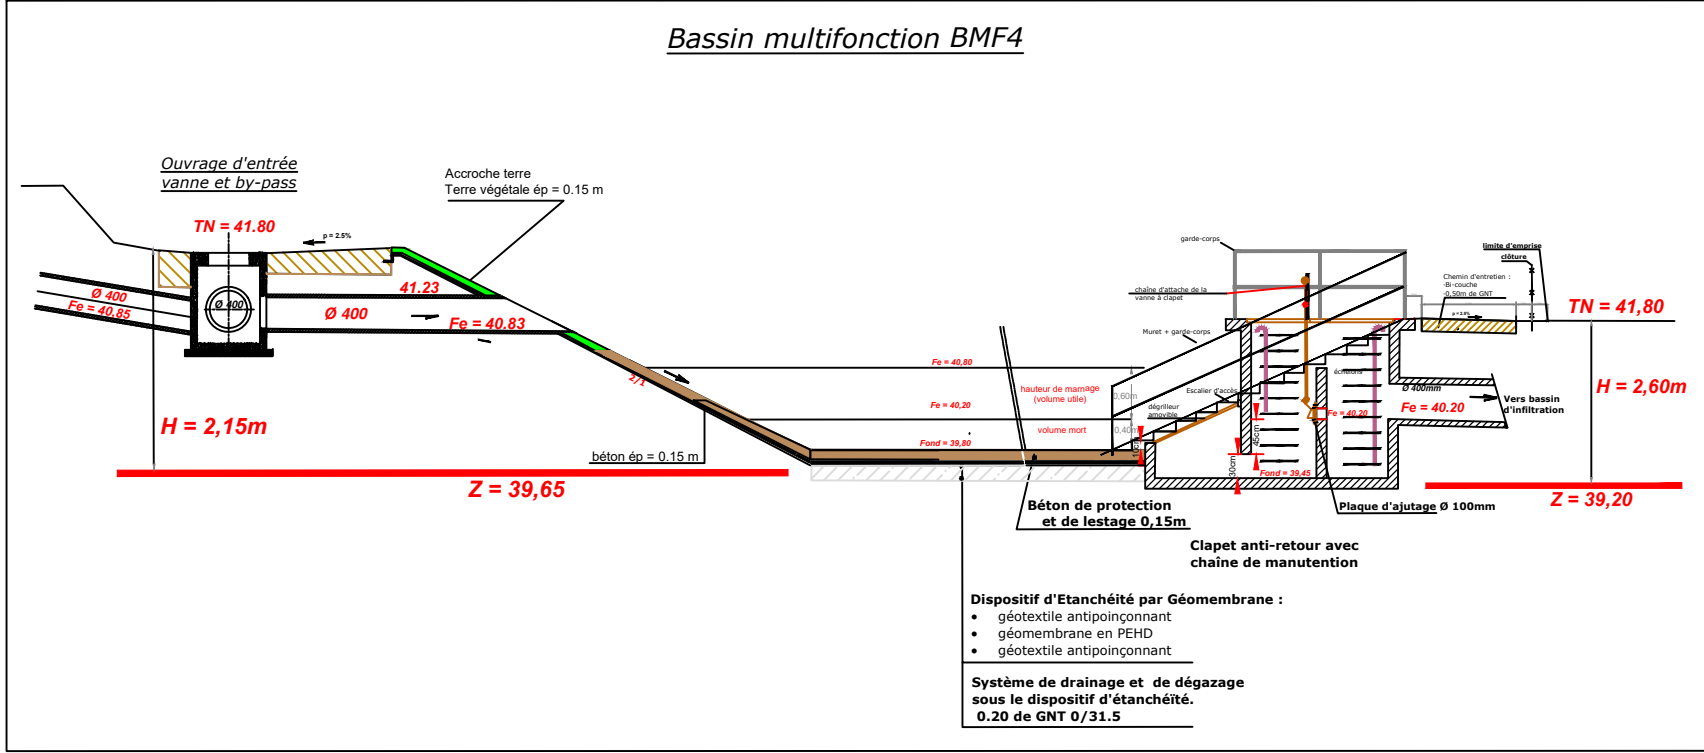 Bassin multifonction BMF4
Ouvrage d'entrée
vanne et by-pass
TN = 41.80
p = 2.5%
Accroche terre
Terre végétale ép = 0.15 m
Ø 400
Fe = 40.85
Ø 400
41.23
Ø 400
Fe = 40.83
2/1
H = 2,15m
béton ép = 0.15 m
Z = 39,65
Fe = 40,80
hauteur de marnage
(volume utile)
0,60m
Fe = 40,20
volume mort
0,40m
Fond = 39,80
garde-corps
chaîne d'attache de la
vanne à clapet
Muret + garde-corps
Escalier d'accès
dégrilleur
amovible
échelons
Fe = 40.20
45cm
30cm
10cm
Fond = 39,45
limite d'emprise
clôture
Chemin d'entretien :
-Bi-couche
-0,50m de GNT
p = 2.5%
TN = 41,80
H = 2,60m
Ø 400mm
Fe = 40.20
Vers bassin
d'infiltration
Z = 39,20
Plaque d'ajutage Ø 100mm
Béton de protection
et de lestage 0,15m
Clapet anti-retour avec
chaîne de manutention
Dispositif d'Etanchéité par Géomembrane :
• géotextile antipoinçonnant
• géomembrane en PEHD
• géotextile antipoinçonnant
Système de drainage et de dégazage
sous le dispositif d'étanchéïté.
0.20 de GNT 0/31.5